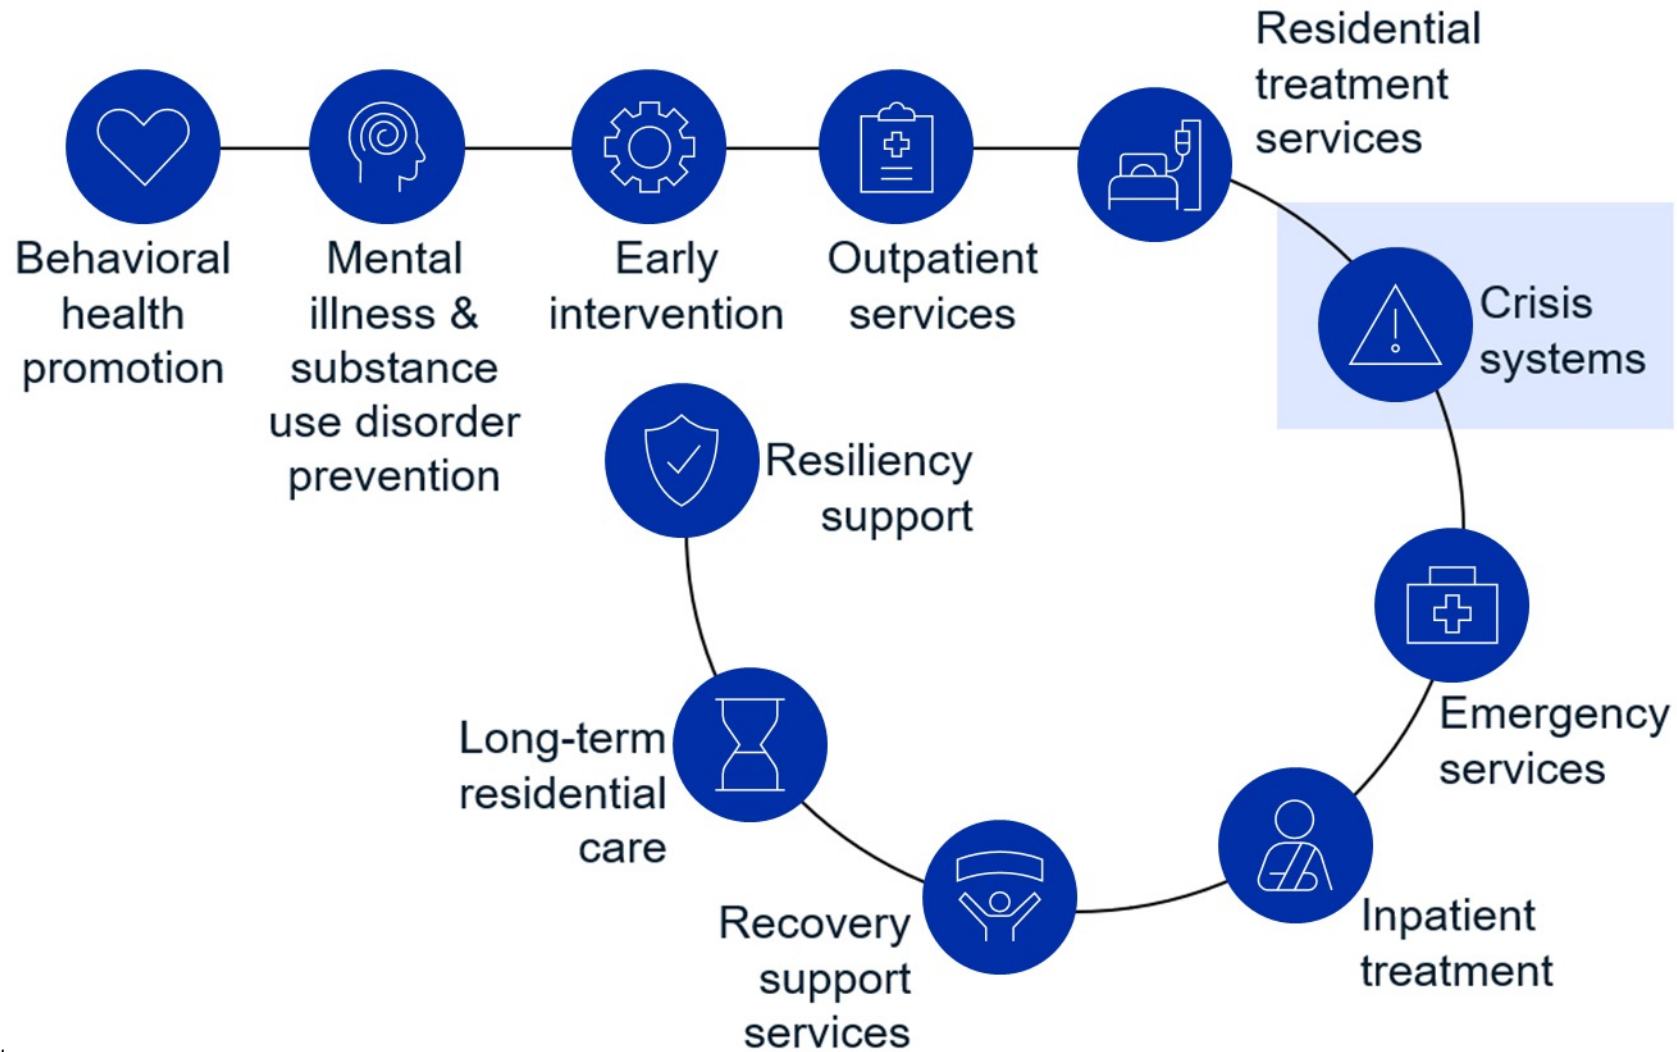 Behavioral
health
promotion
Mental
illness &
substance
use disorder
prevention
Early
intervention
Outpatient
services
Residential
treatment
services
Crisis
systems
Emergency
services
Inpatient
treatment
Recovery
support
services
Long-term
residential
care
Resiliency
support